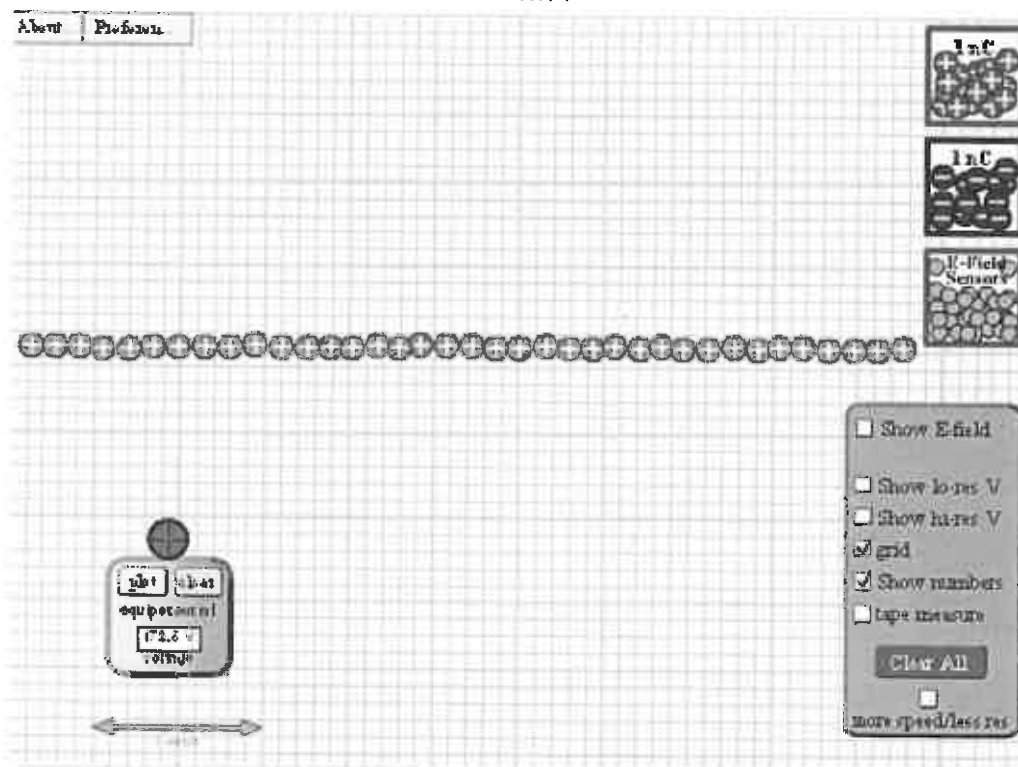 About
1 nC
1 nC
E-Field
Sensors
Show E-field
Show lo-res V
Show hi-res V
grid
Show numbers
tape measure
plot clear
equipotential
voltage
Clear All
more speed/less res